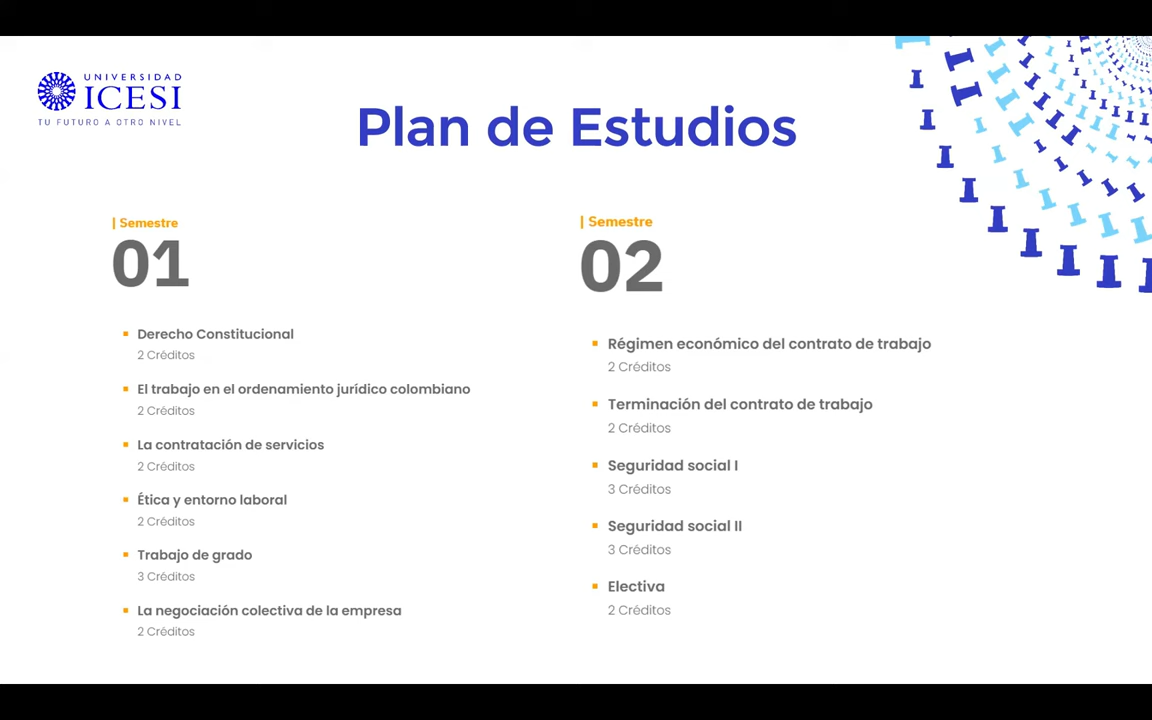 UNIVERSIDAD
ICESI
TU FUTURO A OTRO NIVEL
Plan de Estudios
| Semestre
01
Derecho Constitucional
2 Créditos
El trabajo en el ordenamiento jurídico colombiano
2 Créditos
La contratación de servicios
2 Créditos
Ética y entorno laboral
2 Créditos
Trabajo de grado
3 Créditos
La negociación colectiva de la empresa
2 Créditos
| Semestre
02
Régimen económico del contrato de trabajo
2 Créditos
Terminación del contrato de trabajo
2 Créditos
Seguridad social I
3 Créditos
Seguridad social II
3 Créditos
Electiva
2 Créditos